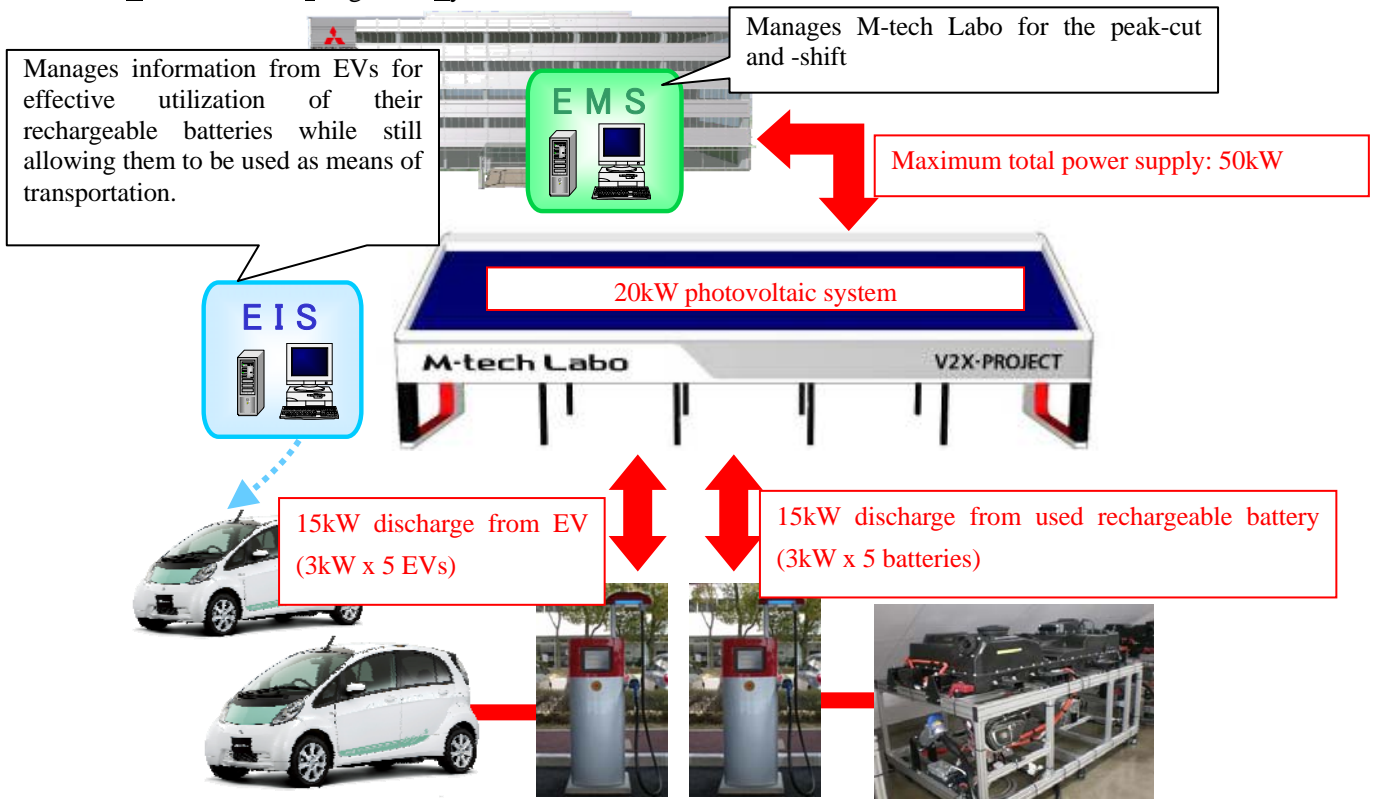 Manages M-tech Labo for the peak-cut
and -shift
Manages information from EVs for
effective utilization of their
rechargeable batteries while still
allowing them to be used as means of
transportation.
EMS
Maximum total power supply: 50kW
20kW photovoltaic system
EIS
M-tech Labo
V2X-PROJECT
15kW discharge from EV
(3kW x 5 EVs)
15kW discharge from used rechargeable battery
(3kW x 5 batteries)